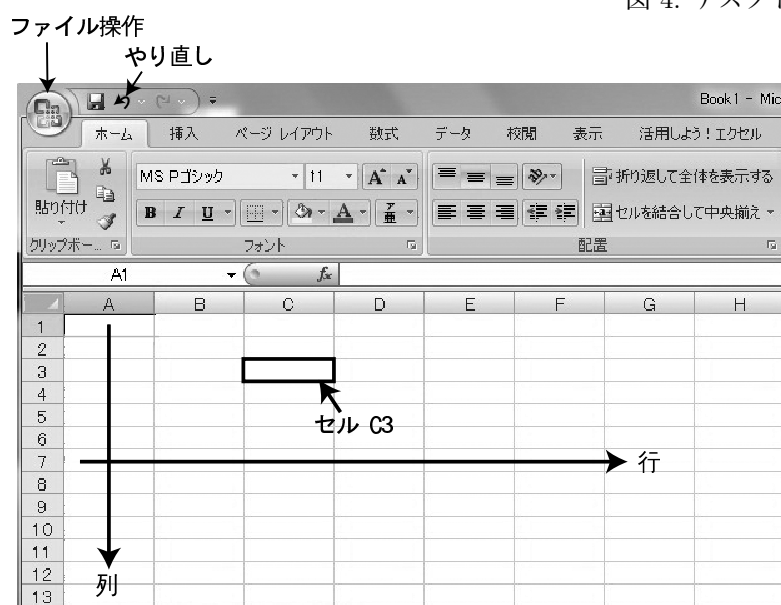 図 4. デスク
ファイル操作
やり直し
Book1 - Mic
ホーム 挿入 ページ レイアウト 数式 データ 校閲 表示 活用しよう！エクセル
MS Pゴシック 11 A A 折り返して全体を表示する
貼り付け
B I U A セルを結合して中央揃え
クリップボー... フォント 配置
A1 fx
A B C D E F G H
1
2
3
4
5
セル C3
6
7 行
8
9
10
11
12
列
13